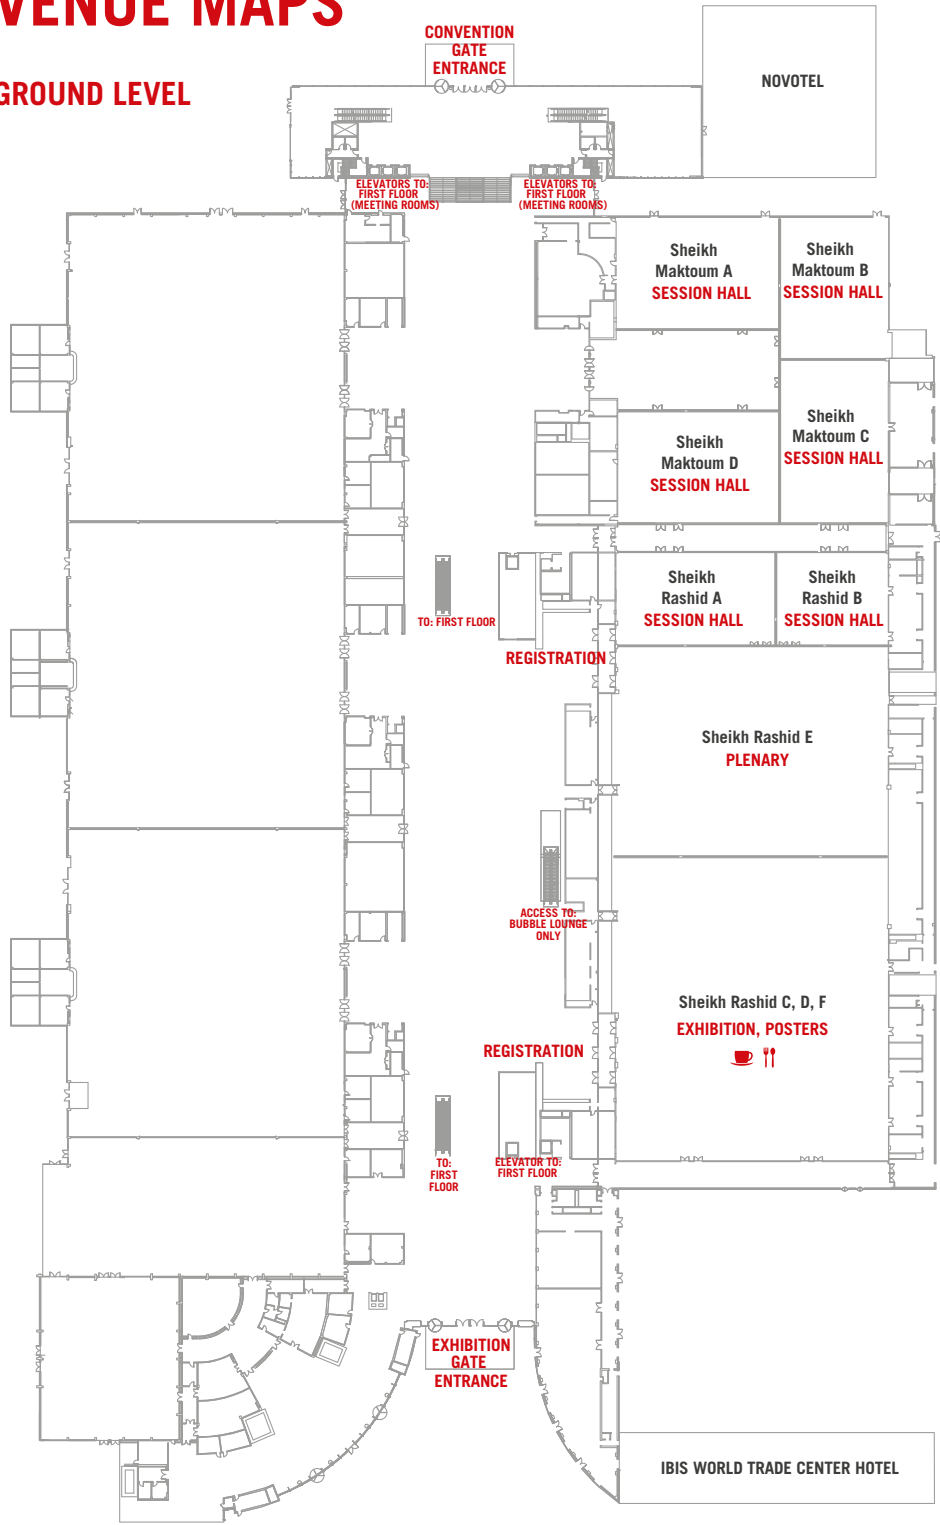 VENUE MAPS
GROUND LEVEL
CONVENTION
GATE
ENTRANCE
NOVOTEL
ELEVATORS TO:
FIRST FLOOR
(MEETING ROOMS)
ELEVATORS TO:
FIRST FLOOR
(MEETING ROOMS)
Sheikh
Maktoum A
SESSION HALL
Sheikh
Maktoum B
SESSION HALL
Sheikh
Maktoum C
SESSION HALL
Sheikh
Maktoum D
SESSION HALL
Sheikh
Rashid A
SESSION HALL
Sheikh
Rashid B
SESSION HALL
TO: FIRST FLOOR
REGISTRATION
Sheikh Rashid E
PLENARY
ACCESS TO:
BUBBLE LOUNGE
ONLY
Sheikh Rashid C, D, F
EXHIBITION, POSTERS
REGISTRATION
TO:
FIRST
FLOOR
ELEVATOR TO:
FIRST FLOOR
EXHIBITION
GATE
ENTRANCE
IBIS WORLD TRADE CENTER HOTEL